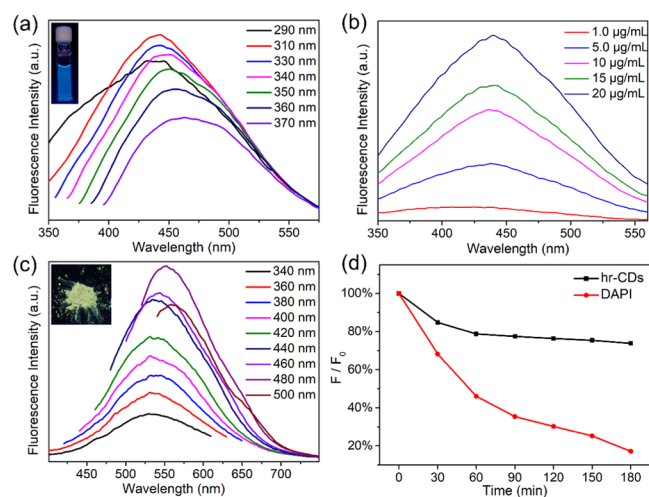 (a)
Fluorescence Intensity (a.u.)
290 nm
310 nm
330 nm
340 nm
350 nm
360 nm
370 nm
350 400 450 500 550
Wavelength (nm)
(b)
Fluorescence Intensity (a.u.)
1.0 µg/mL
5.0 µg/mL
10 µg/mL
15 µg/mL
20 µg/mL
350 400 450 500 550
Wavelength (nm)
(c)
Fluorescence Intensity (a.u.)
340 nm
360 nm
380 nm
400 nm
420 nm
440 nm
460 nm
480 nm
500 nm
450 500 550 600 650 700
Wavelength (nm)
(d)
F / F0
hr-CDs
DAPI
100%
80%
60%
40%
20%
0 30 60 90 120 150 180
Time (min)